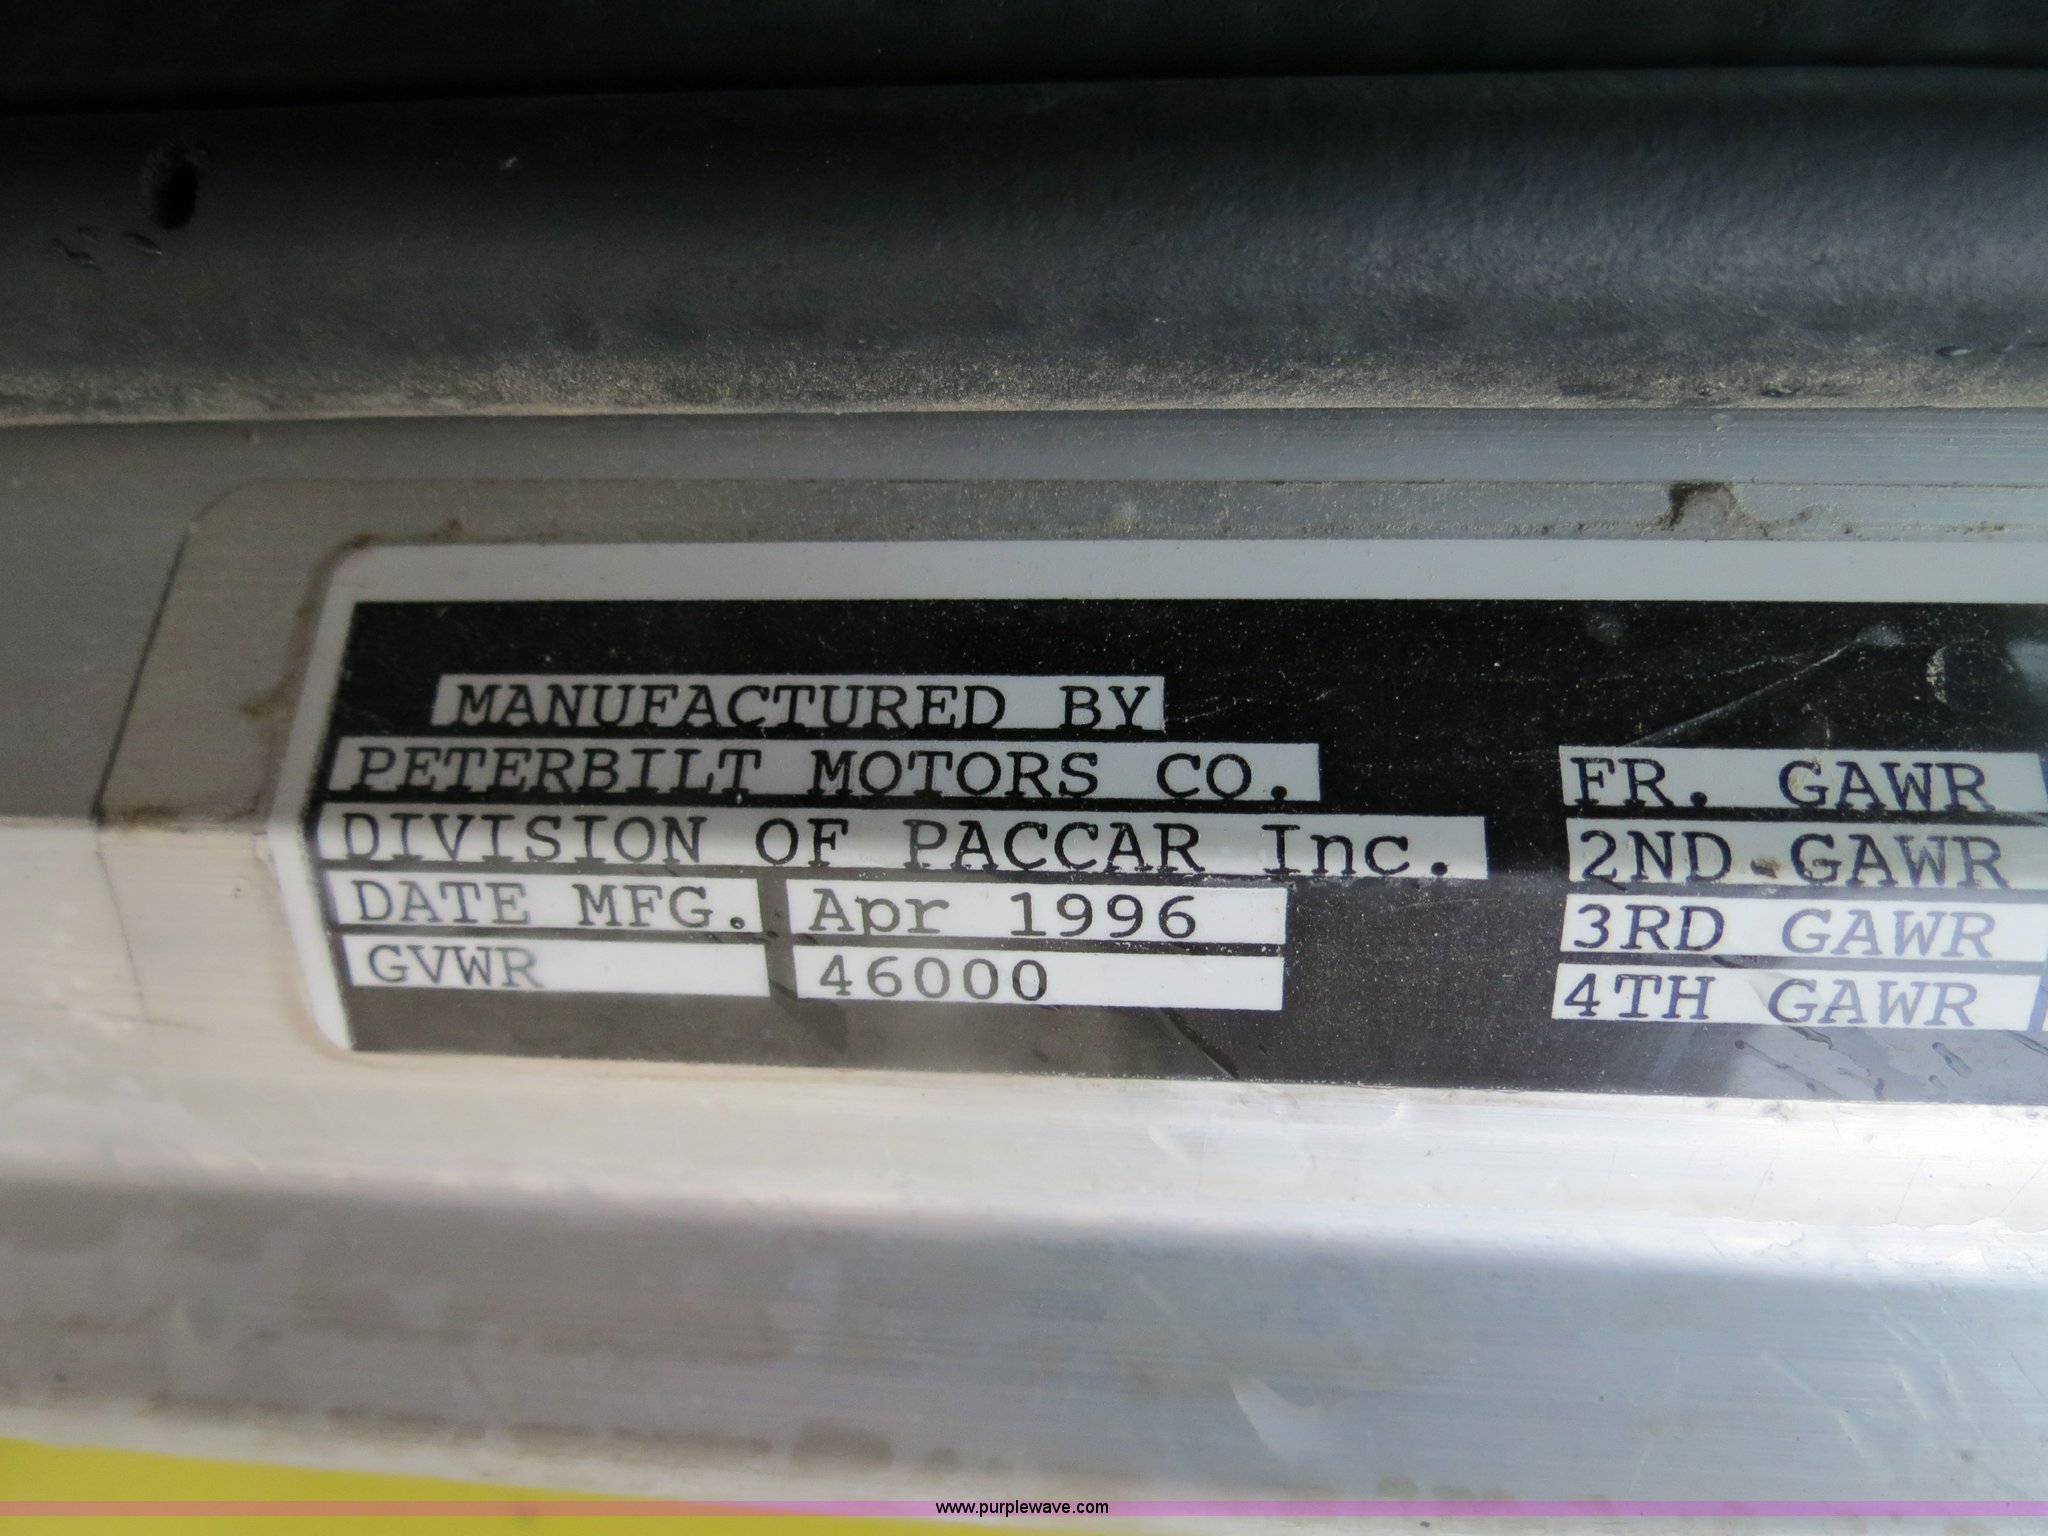 MANUFACTURED BY
PETERBILT MOTORS CO.
DIVISION OF PACCAR Inc.
DATE MFG. Apr 1996
GVWR 46000
FR. GAWR
2ND GAWR
3RD GAWR
4TH GAWR
www.purplewave.com